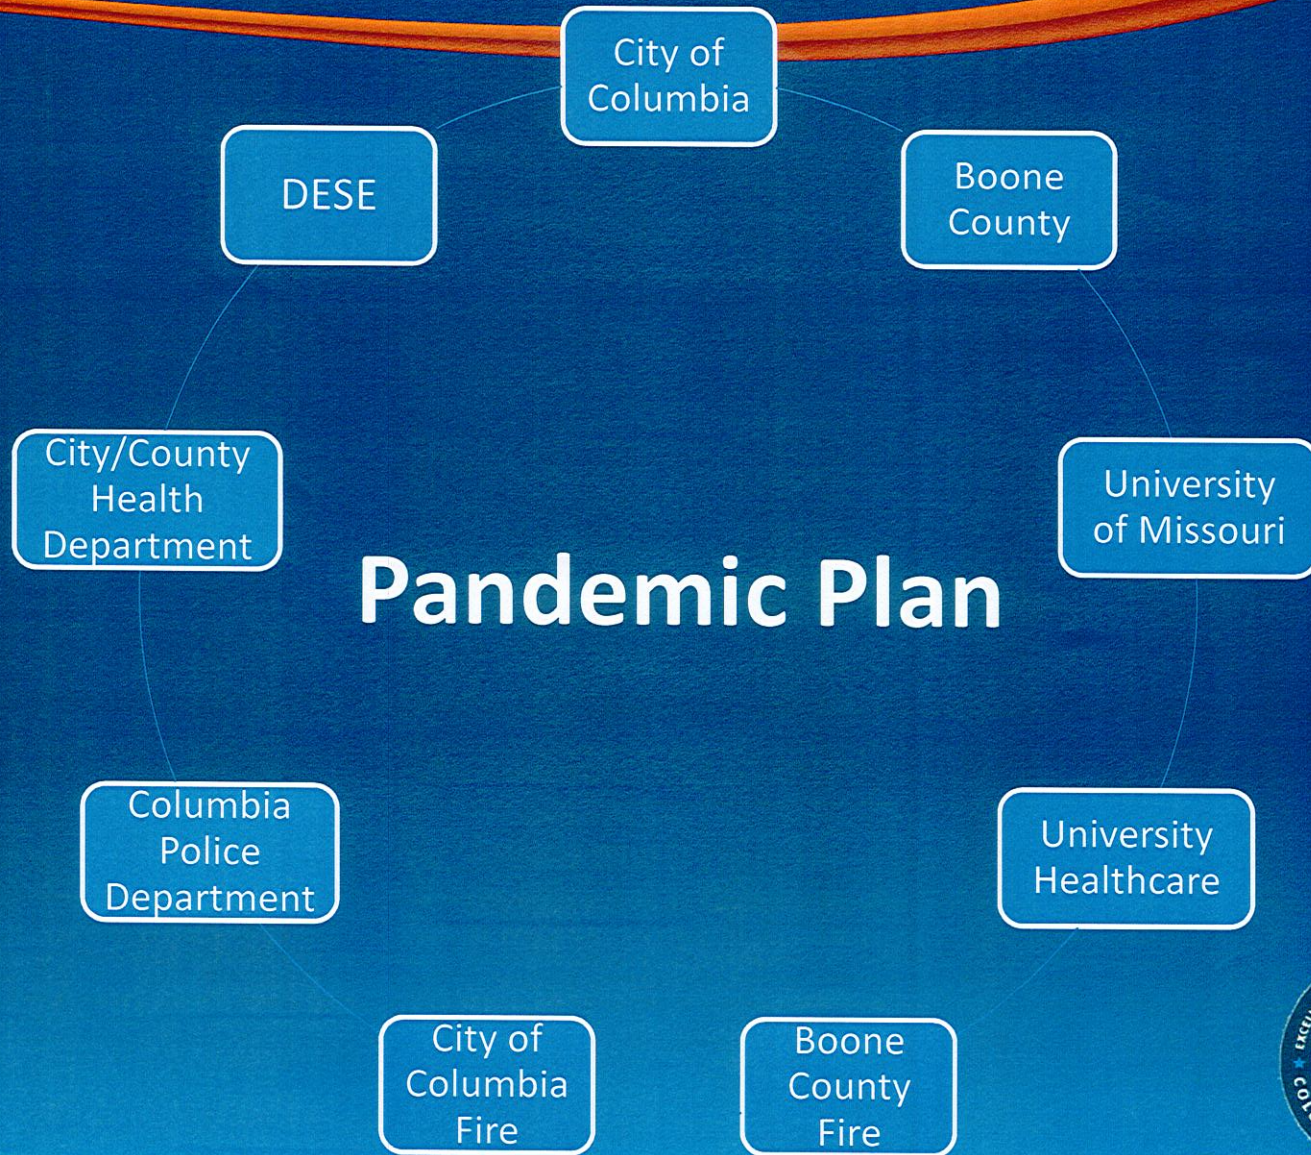 City of
Columbia
DESE
Boone
County
City/County
Health
Department
University
of Missouri
Pandemic Plan
Columbia
Police
Department
University
Healthcare
City of
Columbia
Fire
Boone
County
Fire